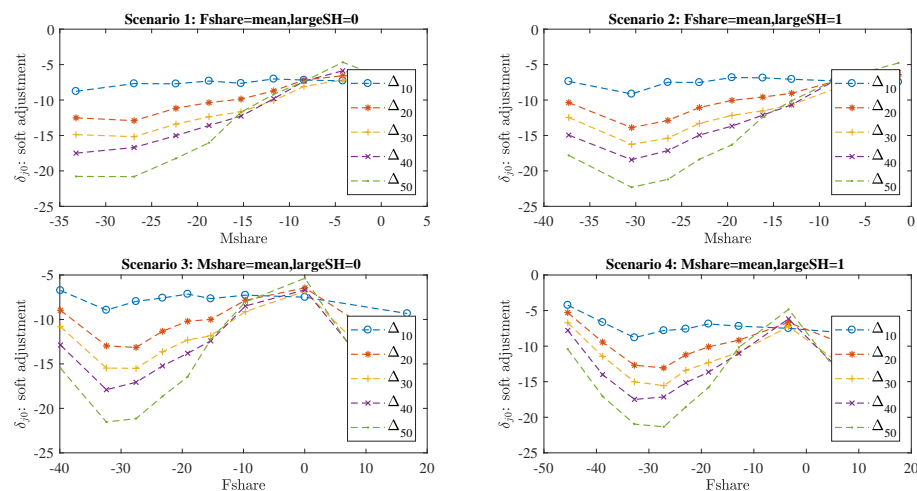 Scenario 1: Fshare=mean,largeSH=0
0
-5
-10
-15
-20
-25
δj0: soft adjustment
-35 -30 -25 -20 -15 -10 -5 0 5
Mshare
Δ10
Δ20
Δ30
Δ40
Δ50
Scenario 2: Fshare=mean,largeSH=1
0
-5
-10
-15
-20
-25
δj0: soft adjustment
-40 -35 -30 -25 -20 -15 -10 -5 0
Mshare
Δ10
Δ20
Δ30
Δ40
Δ50
Scenario 3: Mshare=mean,largeSH=0
-5
-10
-15
-20
-25
δj0: soft adjustment
-40 -30 -20 -10 0 10 20
Fshare
Δ10
Δ20
Δ30
Δ40
Δ50
Scenario 4: Mshare=mean,largeSH=1
0
-5
-10
-15
-20
-25
δj0: soft adjustment
-50 -40 -30 -20 -10 0 10 20
Fshare
Δ10
Δ20
Δ30
Δ40
Δ50